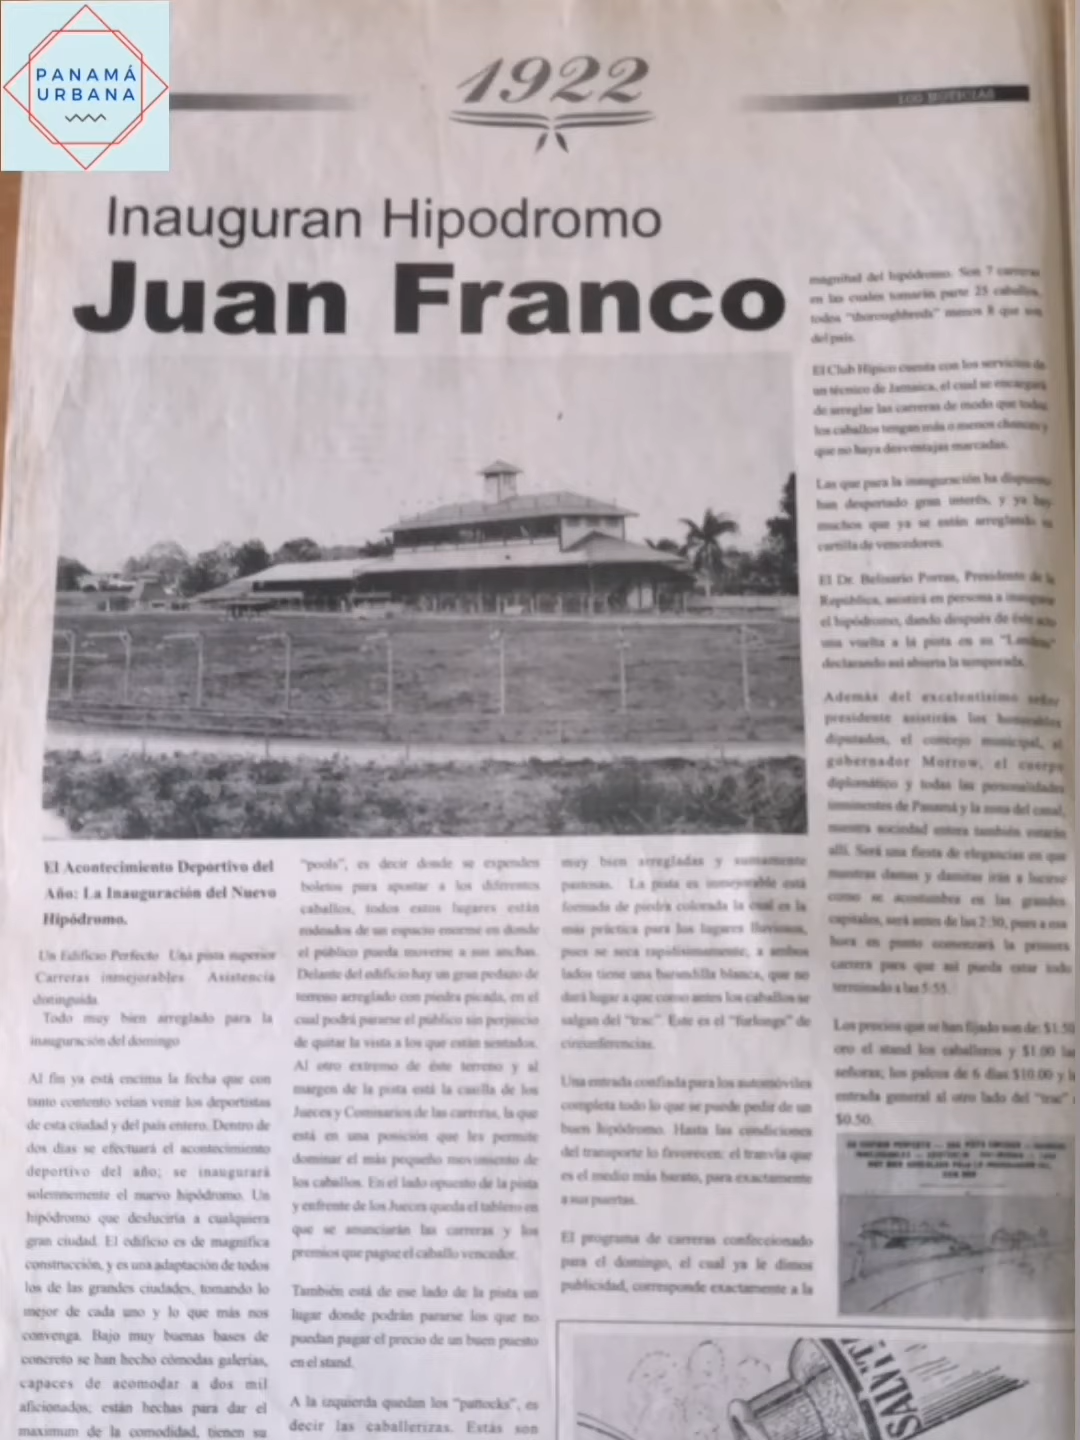 PANAMÁ
URBANA
1922
LOS NOTICIAS
Inauguran Hipodromo
Juan Franco
El Acontecimiento Deportivo del
Año: La Inauguración del Nuevo
Hipódromo.
Un Edificio Perfecto Una pista superior
Carreras inmejorables Asistencia
distinguida
Todo muy bien arreglado para la
inauguración del domingo
Al fin ya está encima la fecha que con
tanto contento veían venir los deportistas
de esta ciudad y del país entero. Dentro de
dos días se efectuará el acontecimiento
deportivo del año; se inaugurará
solemnemente el nuevo hipódromo. Un
hipódromo que desluciría a cualquiera
gran ciudad. El edificio es de magnífica
construcción, y es una adaptación de todos
los de las grandes ciudades, tomando lo
mejor de cada uno y lo que más nos
convenga. Bajo muy buenas bases de
concreto se han hecho cómodas galerías,
capaces de acomodar a dos mil
aficionados; están hechas para dar el
maximum de la comodidad, tienen su
"pools", es decir donde se expenden
boletos para apostar a los diferentes
caballos, todos estos lugares están
rodeados de un espacio enorme en donde
el público pueda moverse a sus anchas.
Delante del edificio hay un gran pedazo de
terreno arreglado con piedra picada, en el
cual podrá pararse el público sin perjuicio
de quitar la vista a los que están sentados.
Al otro extremo de éste terreno y al
margen de la pista está la casilla de los
Jueces y Comisarios de las carreras, la que
está en una posición que les permite
dominar el más pequeño movimiento de
los caballos. En el lado opuesto de la pista
y enfrente de los Jueces queda el tablero en
que se anunciarán las carreras y los
premios que pague el caballo vencedor.
También está de ese lado de la pista un
lugar donde podrán pararse los que no
puedan pagar el precio de un buen puesto
en el stand.
A la izquierda quedan los "pattocks", es
decir las caballerizas. Estás son
muy bien arregladas y sumamente
pastosas. La pista es inmejorable está
formada de piedra colorada la cual es la
más práctica para los lugares lluviosos,
pues se seca rapidísimamente, a ambos
lados tiene una barandilla blanca, que no
dará lugar a que como antes los caballos se
salgan del "trac". Este es el "furlongs" de
circunferencias.
Una entrada confiada para los automóviles
completa todo lo que se puede pedir de un
buen hipódromo. Hasta las condiciones
del transporte lo favorecen: el tranvía que
es el medio más barato, para exactamente
a sus puertas.
El programa de carreras confeccionado
para el domingo, el cual ya le dimos
publicidad, corresponde exactamente a la
magnitud del hipódromo. Son 7 carreras
en las cuales tomarán parte 25 caballos,
todos "thoroughbreds" menos 8 que son
del país.
El Club Hípico cuenta con los servicios de
un técnico de Jamaica, el cual se encargará
de arreglar las carreras de modo que todos
los caballos tengan más o menos chances y
que no haya desventajas marcadas.
Las que para la inauguración ha dispuesto
han despertado gran interés, y ya hay
muchos que ya se están arreglando su
cartilla de vencedores.
El Dr. Belisario Porras, Presidente de la
República, asistirá en persona a inaugurar
el hipódromo, dando después de éste acto
una vuelta a la pista en su
declarando así abierta la temporada.
Además del excelentísimo señor
presidente asistirán los honorables
diputados, el concejo municipal, el
gobernador Morrow, el cuerpo
diplomático y todas las personalidades
inminentes de Panamá y la zona del canal,
nuestra sociedad entera también estarán
allí. Será una fiesta de elegancias en que
nuestras damas y damitas irán a lucirse
como se acostumbra en las grandes
capitales, será antes de las 2:30, pues a esa
hora en punto comenzará la primera
carrera pues que así pueda estar todo
terminado a las 5:55.
Los precios que se han fijado son de: $1.50
oro el stand los caballeros y $1.00 las
señoras; los palcos de 6 días $10.00 y la
entrada general al otro lado del "trac"
$0.50.
SALVI